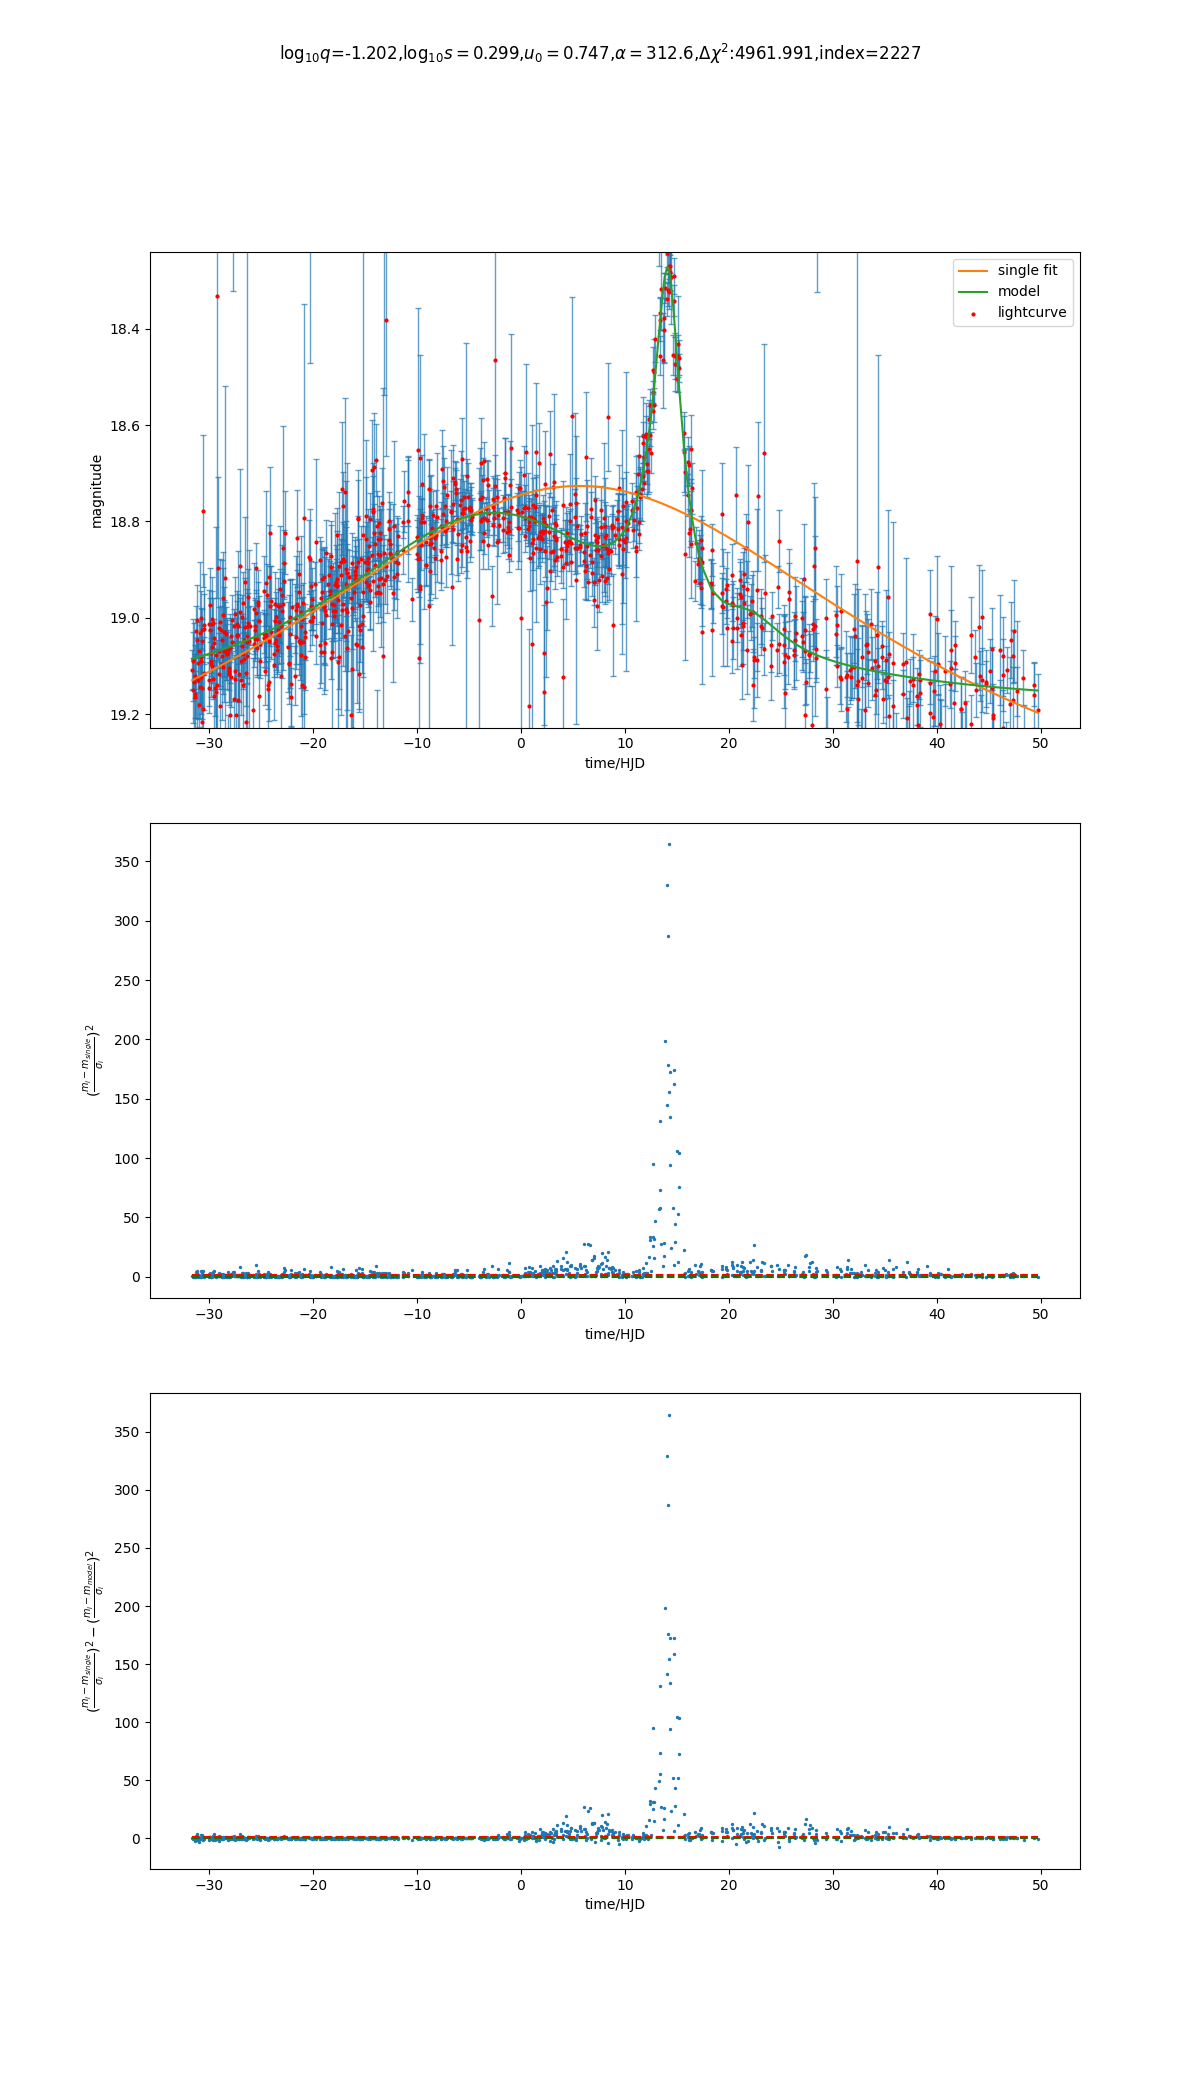 log₁₀q=-1.202,log₁₀s = 0.299,u₀ = 0.747,α = 312.6,Δχ²:4961.991,index=2227
single fit
model
lightcurve
magnitude
18.4
18.6
18.8
19.0
19.2
−30 −20 −10 0 10 20 30 40 50
time/HJD
((mᵢ − m_single)/σᵢ)²
350
300
250
200
150
100
50
0
−30 −20 −10 0 10 20 30 40 50
time/HJD
((mᵢ − m_single)/σᵢ)² − ((mᵢ − m_model)/σᵢ)²
350
300
250
200
150
100
50
0
−30 −20 −10 0 10 20 30 40 50
time/HJD